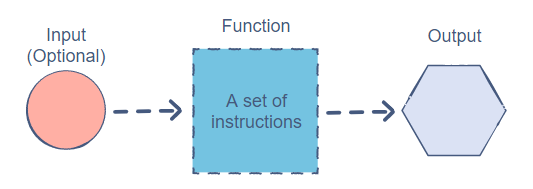 Input
(Optional)
Function
A set of
instructions
Output